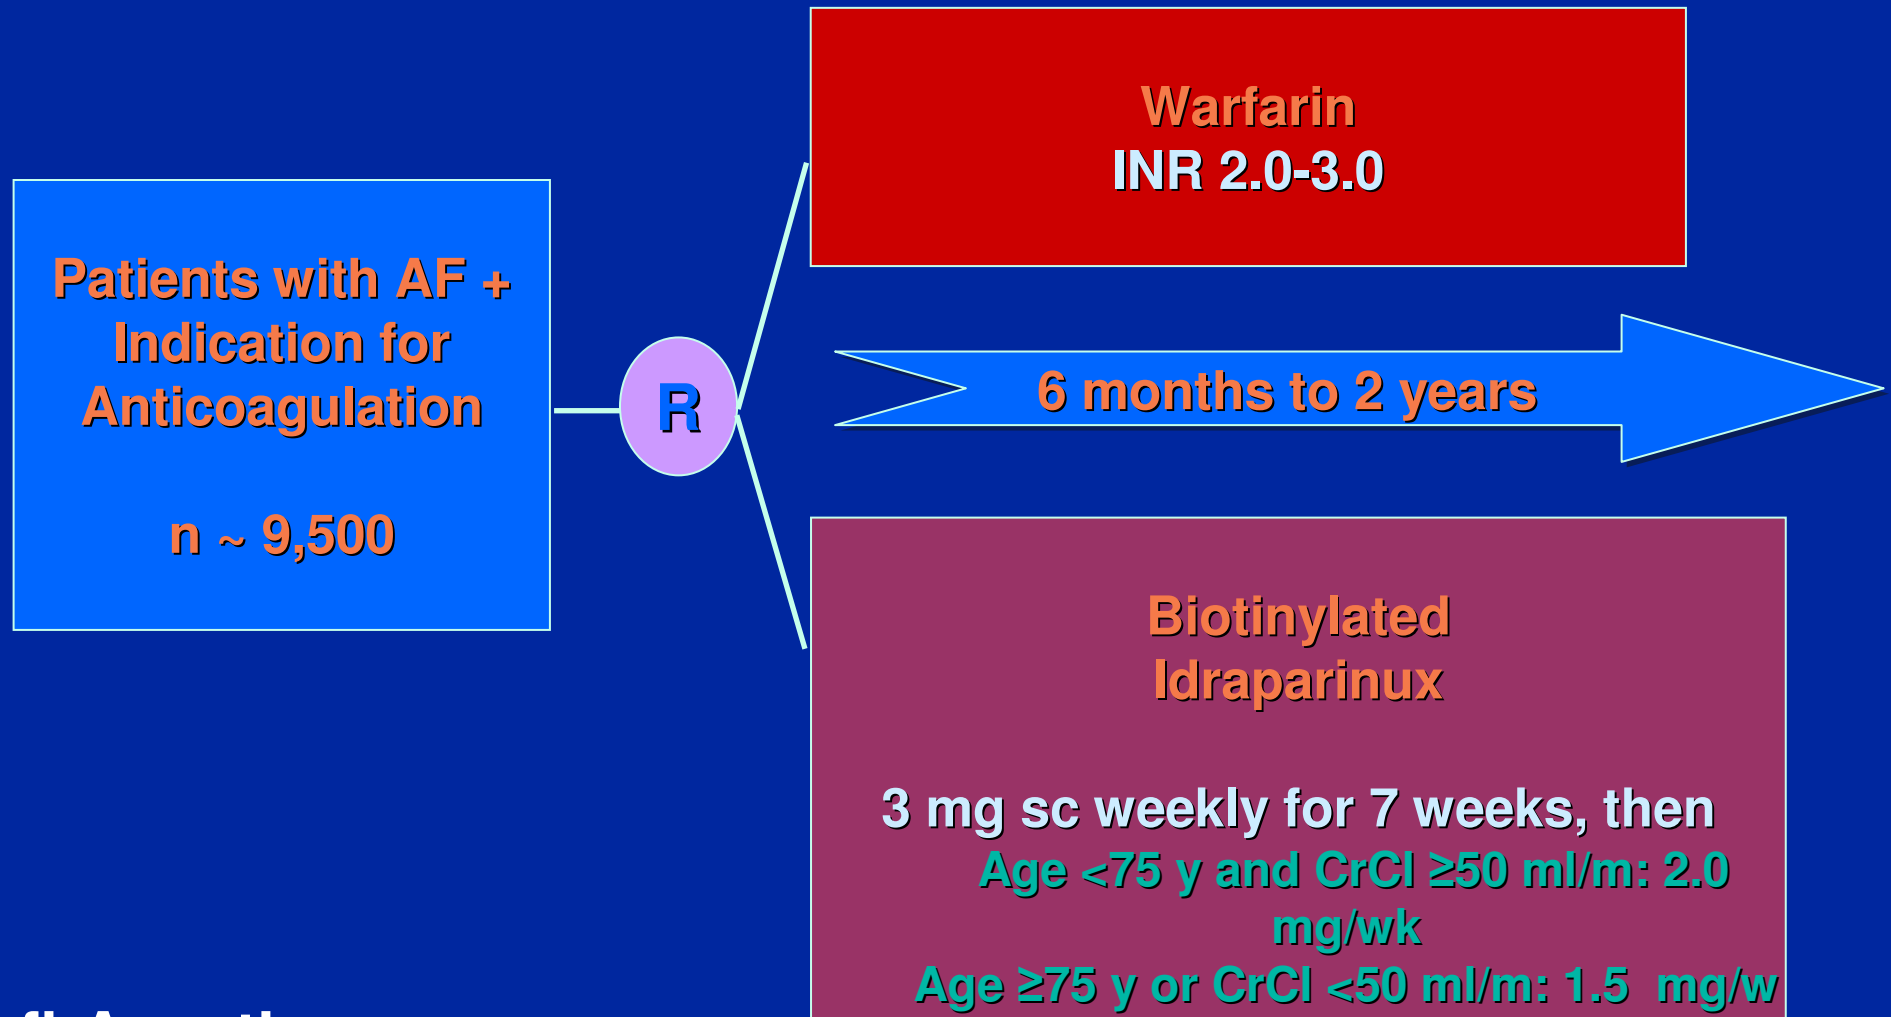 Patients with AF +
Indication for
Anticoagulation
n ~ 9,500
R
Warfarin
INR 2.0-3.0
6 months to 2 years
Biotinylated
Idraparinux
3 mg sc weekly for 7 weeks, then
Age <75 y and CrCl ≥50 ml/m: 2.0
mg/wk
Age ≥75 y or CrCl <50 ml/m: 1.5 mg/w